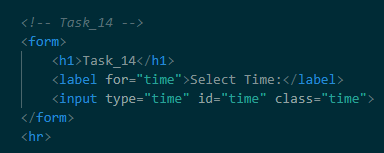 <!-- Task_14 -->
<form>
<h1>Task_14</h1>
<label for="time">Select Time:</label>
<input type="time" id="time" class="time">
</form>
<hr>